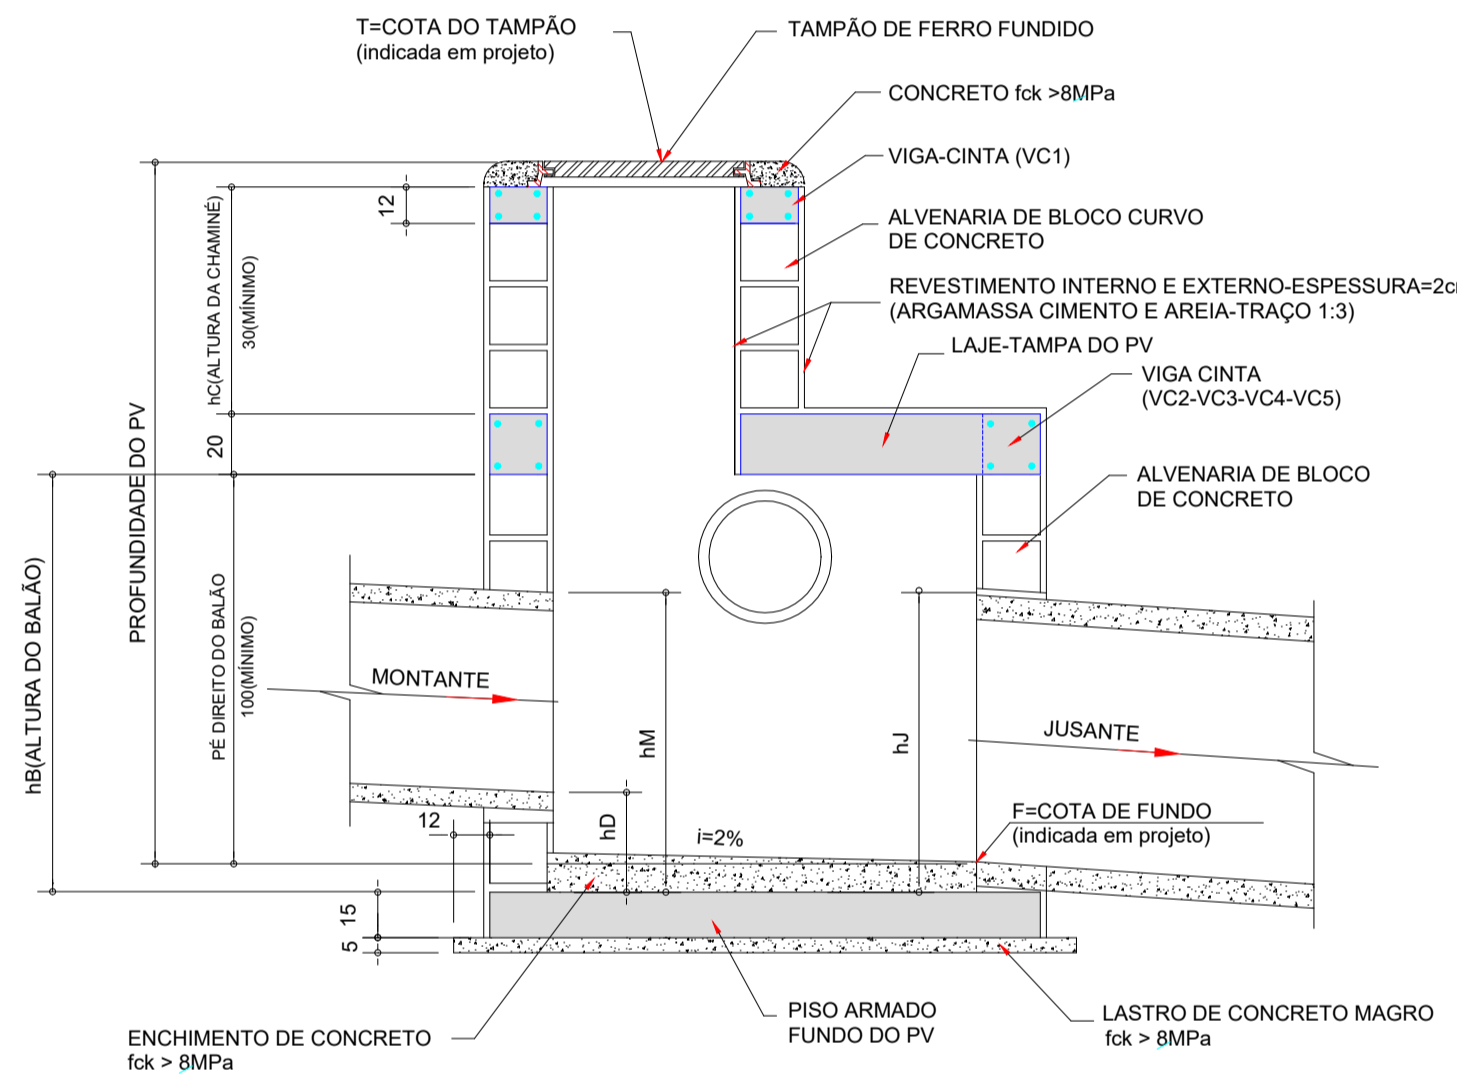 T=COTA DO TAMPÃO
(indicada em projeto)
TAMPÃO DE FERRO FUNDIDO
CONCRETO fck >8MPa
VIGA-CINTA (VC1)
ALVENARIA DE BLOCO CURVO
DE CONCRETO
REVESTIMENTO INTERNO E EXTERNO-ESPESSURA=2c
(ARGAMASSA CIMENTO E AREIA-TRAÇO 1:3)
LAJE-TAMPA DO PV
VIGA CINTA
(VC2-VC3-VC4-VC5)
ALVENARIA DE BLOCO
DE CONCRETO
12
hC(ALTURA DA CHAMINÉ)
30(MÍNIMO)
20
PROFUNDIDADE DO PV
hB(ALTURA DO BALÃO)
PÉ DIREITO DO BALÃO
100(MÍNIMO)
MONTANTE
JUSANTE
hM
hJ
hD
12
i=2%
F=COTA DE FUNDO
(indicada em projeto)
15
5
ENCHIMENTO DE CONCRETO
fck > 8MPa
PISO ARMADO
FUNDO DO PV
LASTRO DE CONCRETO MAGRO
fck > 8MPa